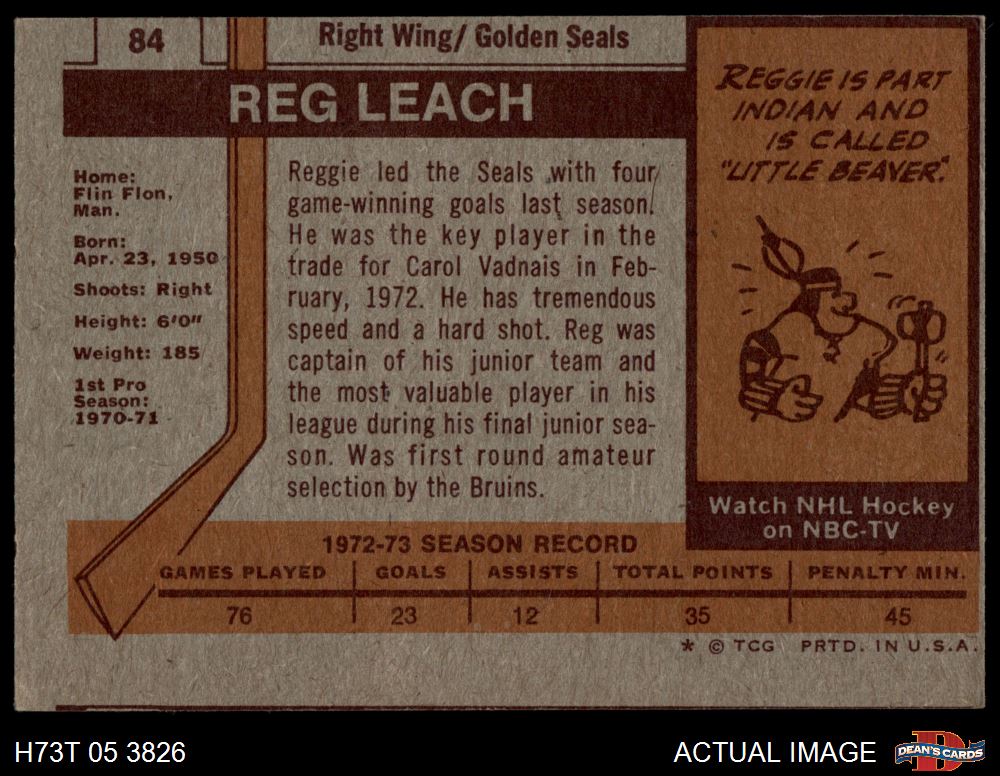 84
Right Wing/ Golden Seals
REG LEACH
Home:
Flin Flon,
Man.
Born:
Apr. 23, 1950
Shoots: Right
Height: 6'0"
Weight: 185
1st Pro
Season:
1970-71
Reggie led the Seals with four
game-winning goals last season.
He was the key player in the
trade for Carol Vadnais in Feb-
ruary, 1972. He has tremendous
speed and a hard shot. Reg was
captain of his junior team and
the most valuable player in his
league during his final junior sea-
son. Was first round amateur
selection by the Bruins.
REGGIE IS PART
INDIAN AND
IS CALLED
"LITTLE BEAVER."
Watch NHL Hockey
on NBC-TV
1972-73 SEASON RECORD
GAMES PLAYED GOALS ASSISTS TOTAL POINTS PENALTY MIN.
76 23 12 35 45
* © TCG PRTD. IN U.S.A.
H73T 05 3826
ACTUAL IMAGE
DEAN'S CARDS